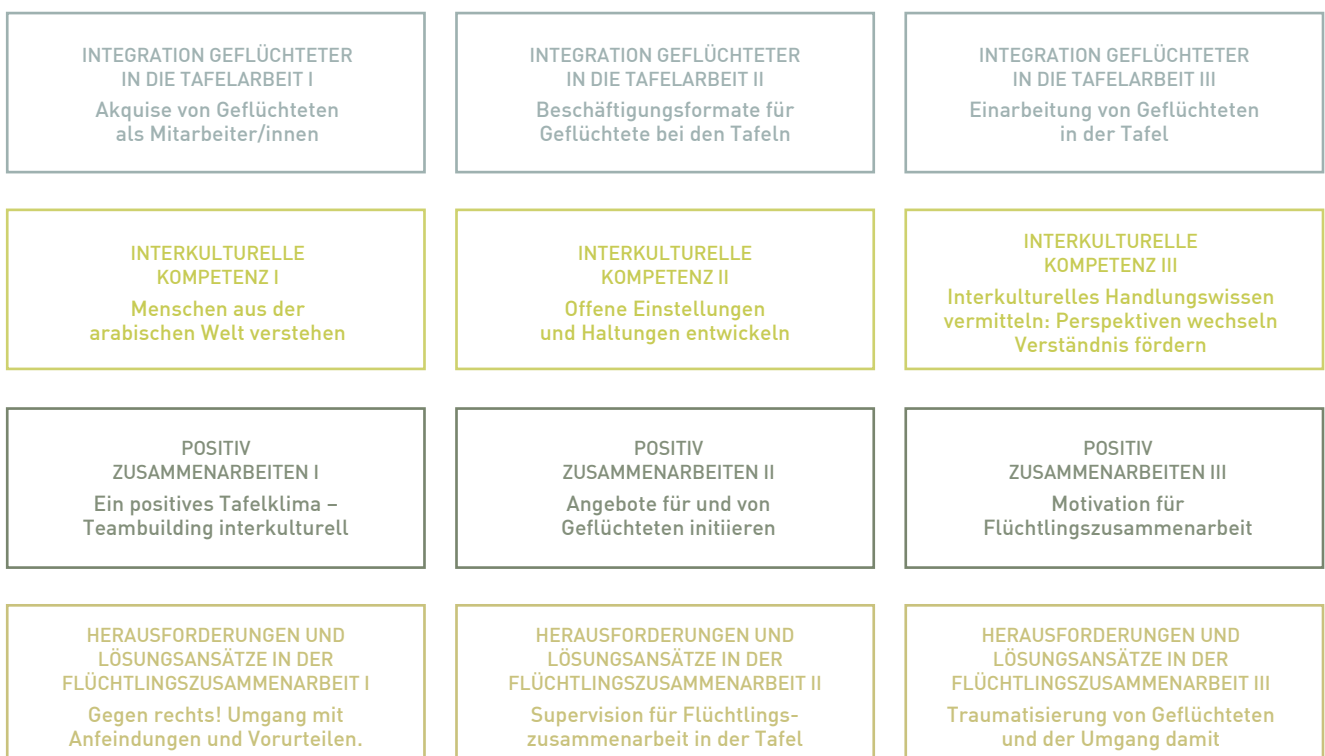 INTEGRATION GEFLÜCHTETER
IN DIE TAFELARBEIT I
Akquise von Geflüchteten
als Mitarbeiter/innen
INTEGRATION GEFLÜCHTETER
IN DIE TAFELARBEIT II
Beschäftigungsformate für
Geflüchtete bei den Tafeln
INTEGRATION GEFLÜCHTETER
IN DIE TAFELARBEIT III
Einarbeitung von Geflüchteten
in der Tafel
INTERKULTURELLE
KOMPETENZ I
Menschen aus der
arabischen Welt verstehen
INTERKULTURELLE
KOMPETENZ II
Offene Einstellungen
und Haltungen entwickeln
INTERKULTURELLE
KOMPETENZ III
Interkulturelles Handlungswissen
vermitteln: Perspektiven wechseln
Verständnis fördern
POSITIV
ZUSAMMENARBEITEN I
Ein positives Tafelklima –
Teambuilding interkulturell
POSITIV
ZUSAMMENARBEITEN II
Angebote für und von
Geflüchteten initiieren
POSITIV
ZUSAMMENARBEITEN III
Motivation für
Flüchtlingszusammenarbeit
HERAUSFORDERUNGEN UND
LÖSUNGSANSÄTZE IN DER
FLÜCHTLINGSZUSAMMENARBEIT I
Gegen rechts! Umgang mit
Anfeindungen und Vorurteilen.
HERAUSFORDERUNGEN UND
LÖSUNGSANSÄTZE IN DER
FLÜCHTLINGSZUSAMMENARBEIT II
Supervision für Flüchtlings-
zusammenarbeit in der Tafel
HERAUSFORDERUNGEN UND
LÖSUNGSANSÄTZE IN DER
FLÜCHTLINGSZUSAMMENARBEIT III
Traumatisierung von Geflüchteten
und der Umgang damit